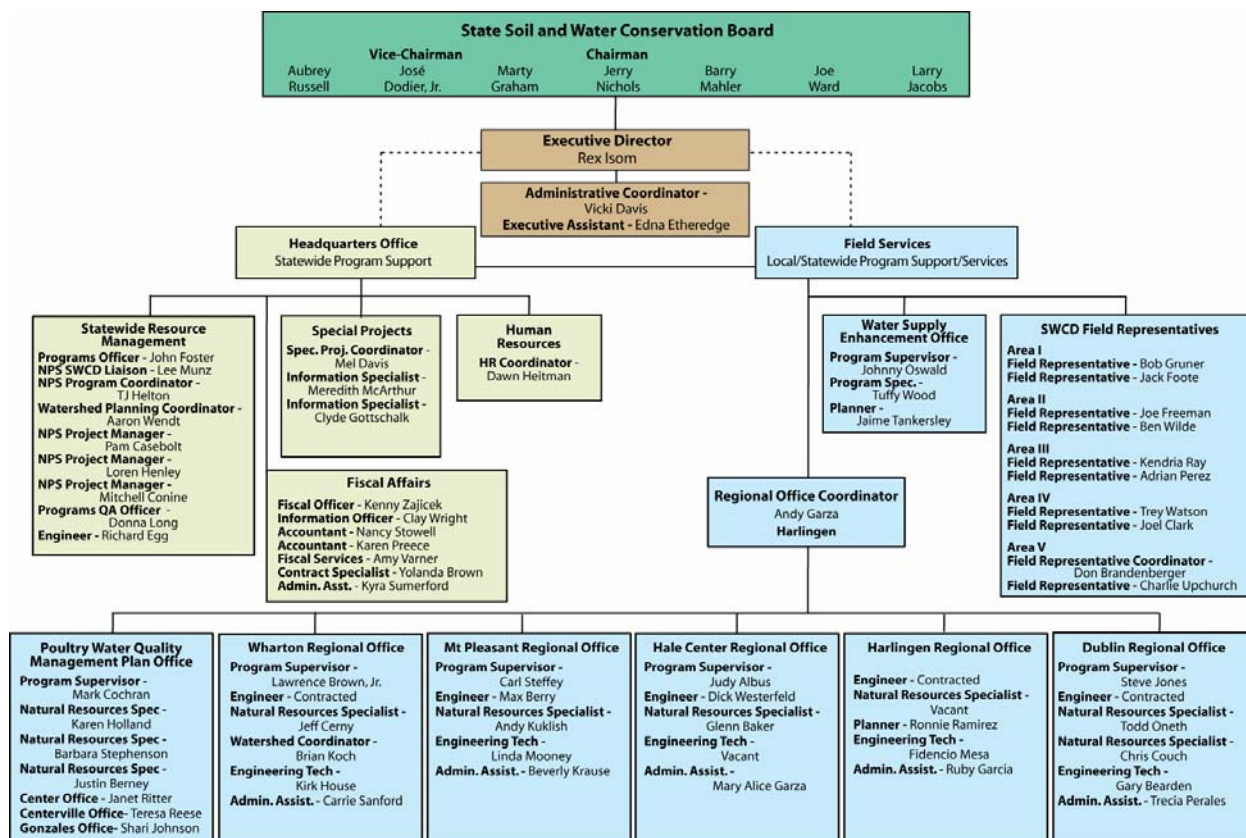 State Soil and Water Conservation Board
Vice-Chairman Chairman
Aubrey José Marty Jerry Barry Joe Larry
Russell Dodier, Jr. Graham Nichols Mahler Ward Jacobs
Executive Director
Rex Isom
Administrative Coordinator -
Vicki Davis
Executive Assistant - Edna Etheredge
Headquarters Office
Statewide Program Support
Field Services
Local/Statewide Program Support/Services
Statewide Resource
Management
Programs Officer - John Foster
NPS SWCD Liaison - Lee Munz
NPS Program Coordinator -
TJ Helton
Watershed Planning Coordinator -
Aaron Wendt
NPS Project Manager -
Pam Casebolt
NPS Project Manager -
Loren Henley
NPS Project Manager -
Mitchell Conine
Programs QA Officer -
Donna Long
Engineer - Richard Egg
Special Projects
Spec. Proj. Coordinator -
Mel Davis
Information Specialist -
Meredith McArthur
Information Specialist -
Clyde Gottschalk
Human
Resources
HR Coordinator -
Dawn Heitman
Fiscal Affairs
Fiscal Officer - Kenny Zajicek
Information Officer - Clay Wright
Accountant - Nancy Stowell
Accountant - Karen Preece
Fiscal Services - Amy Varner
Contract Specialist - Yolanda Brown
Admin. Asst. - Kyra Sumerford
Water Supply
Enhancement Office
Program Supervisor -
Johnny Oswald
Program Spec. -
Tuffy Wood
Planner -
Jaime Tankersley
SWCD Field Representatives
Area I
Field Representative - Bob Gruner
Field Representative - Jack Foote
Area II
Field Representative - Joe Freeman
Field Representative - Ben Wilde
Area III
Field Representative - Kendria Ray
Field Representative - Adrian Perez
Area IV
Field Representative - Trey Watson
Field Representative - Joel Clark
Area V
Field Representative Coordinator -
Don Brandenberger
Field Representative - Charlie Upchurch
Regional Office Coordinator
Andy Garza
Harlingen
Poultry Water Quality
Management Plan Office
Program Supervisor -
Mark Cochran
Natural Resources Spec -
Karen Holland
Natural Resources Spec -
Barbara Stephenson
Natural Resources Spec -
Justin Berney
Center Office - Janet Ritter
Centerville Office- Teresa Reese
Gonzales Office- Shari Johnson
Wharton Regional Office
Program Supervisor -
Lawrence Brown, Jr.
Engineer - Contracted
Natural Resources Specialist -
Jeff Cerny
Watershed Coordinator -
Brian Koch
Engineering Tech -
Kirk House
Admin. Assist. - Carrie Sanford
Mt Pleasant Regional Office
Program Supervisor -
Carl Steffey
Engineer - Max Berry
Natural Resources Specialist -
Andy Kuklish
Engineering Tech -
Linda Mooney
Admin. Assist. - Beverly Krause
Hale Center Regional Office
Program Supervisor -
Judy Albus
Engineer - Dick Westerfeld
Natural Resources Specialist -
Glenn Baker
Engineering Tech -
Vacant
Admin. Assist. -
Mary Alice Garza
Harlingen Regional Office
Engineer - Contracted
Natural Resources Specialist -
Vacant
Planner - Ronnie Ramirez
Engineering Tech -
Fidencio Mesa
Admin. Assist. - Ruby Garcia
Dublin Regional Office
Program Supervisor -
Steve Jones
Engineer - Contracted
Natural Resources Specialist -
Todd Oneth
Natural Resources Specialist -
Chris Couch
Engineering Tech -
Gary Bearden
Admin. Assist. - Trecia Perales